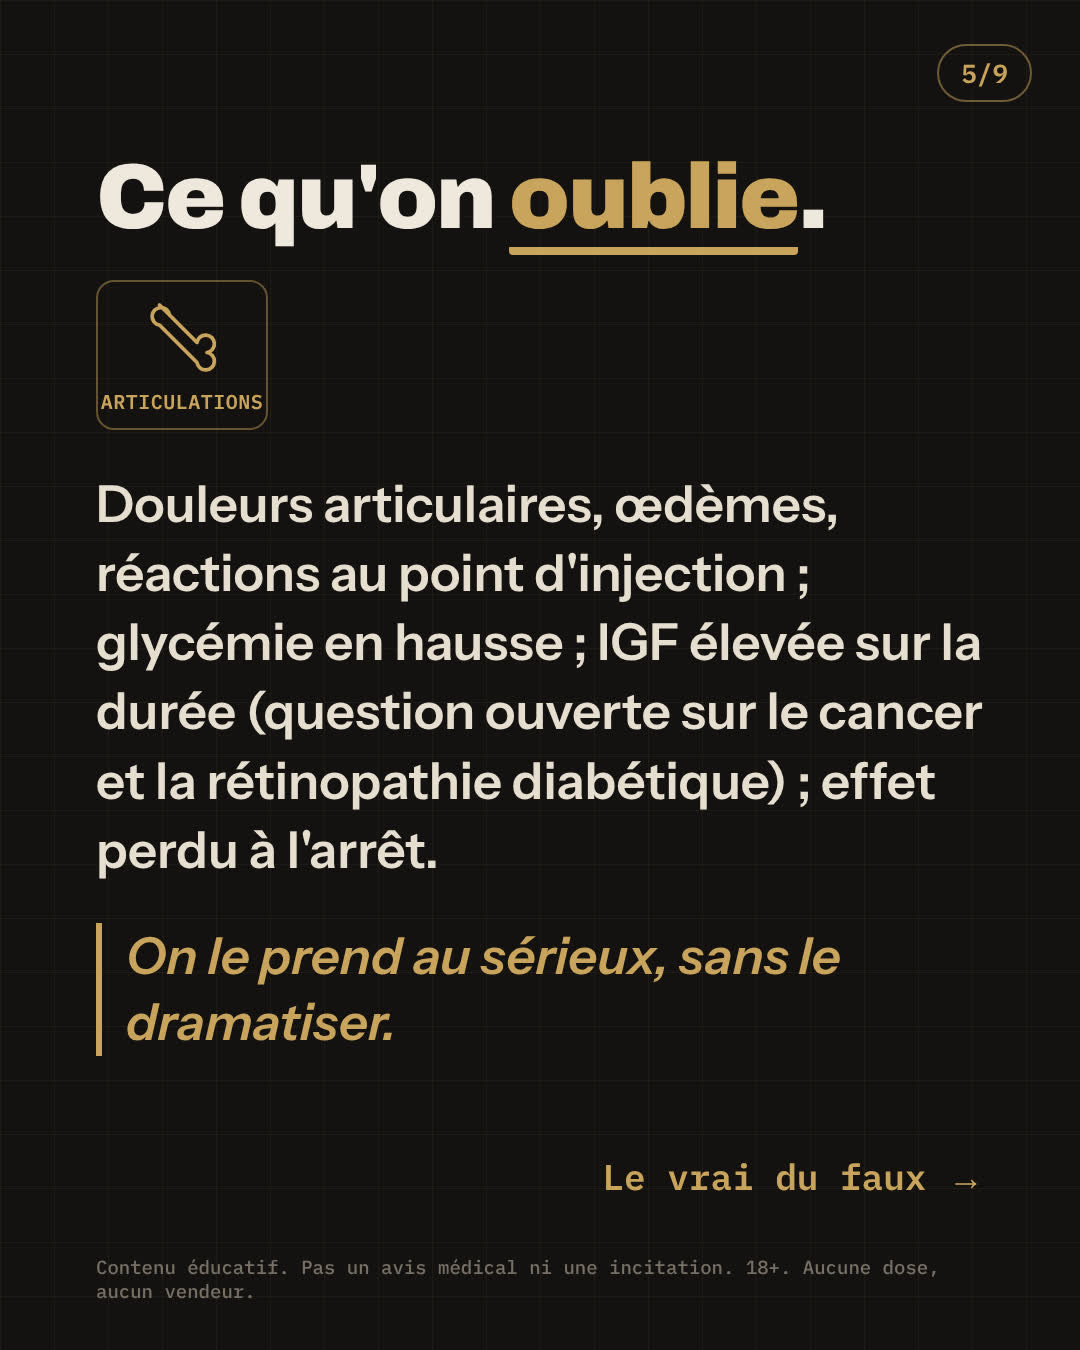 5/9
Ce qu'on oublie.
ARTICULATIONS
Douleurs articulaires, œdèmes,
réactions au point d'injection ;
glycémie en hausse ; IGF élevée sur la
durée (question ouverte sur le cancer
et la rétinopathie diabétique) ; effet
perdu à l'arrêt.
On le prend au sérieux, sans le
dramatiser.
Le vrai du faux →
Contenu éducatif. Pas un avis médical ni une incitation. 18+. Aucune dose,
aucun vendeur.